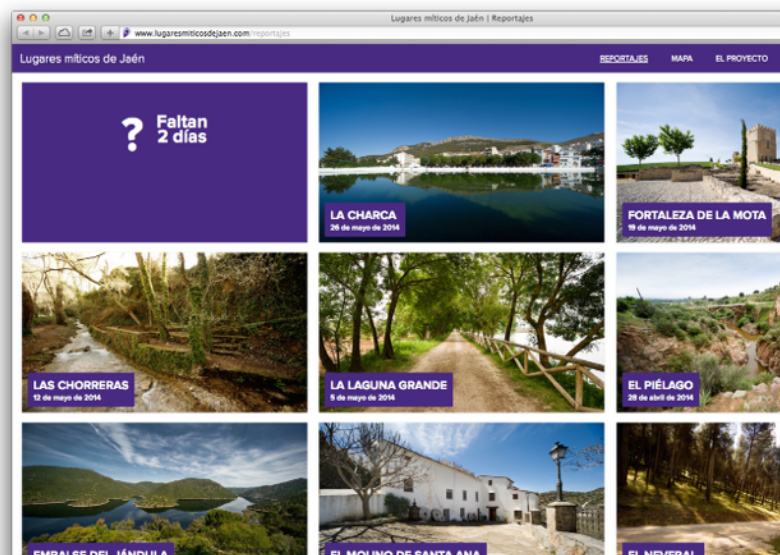 Lugares míticos de Jaén | Reportajes
www.lugaresmiticosdejaen.com/reportajes
Lugares míticos de Jaén
REPORTAJES MAPA EL PROYECTO
?
Faltan
2 días
LA CHARCA
26 de mayo de 2014
FORTALEZA DE LA MOTA
19 de mayo de 2014
LAS CHORRERAS
12 de mayo de 2014
LA LAGUNA GRANDE
5 de mayo de 2014
EL PIÉLAGO
28 de abril de 2014
EMBALSE DEL JÁNDULA
EL MOLINO DE SANTA ANA
EL NEVERAL